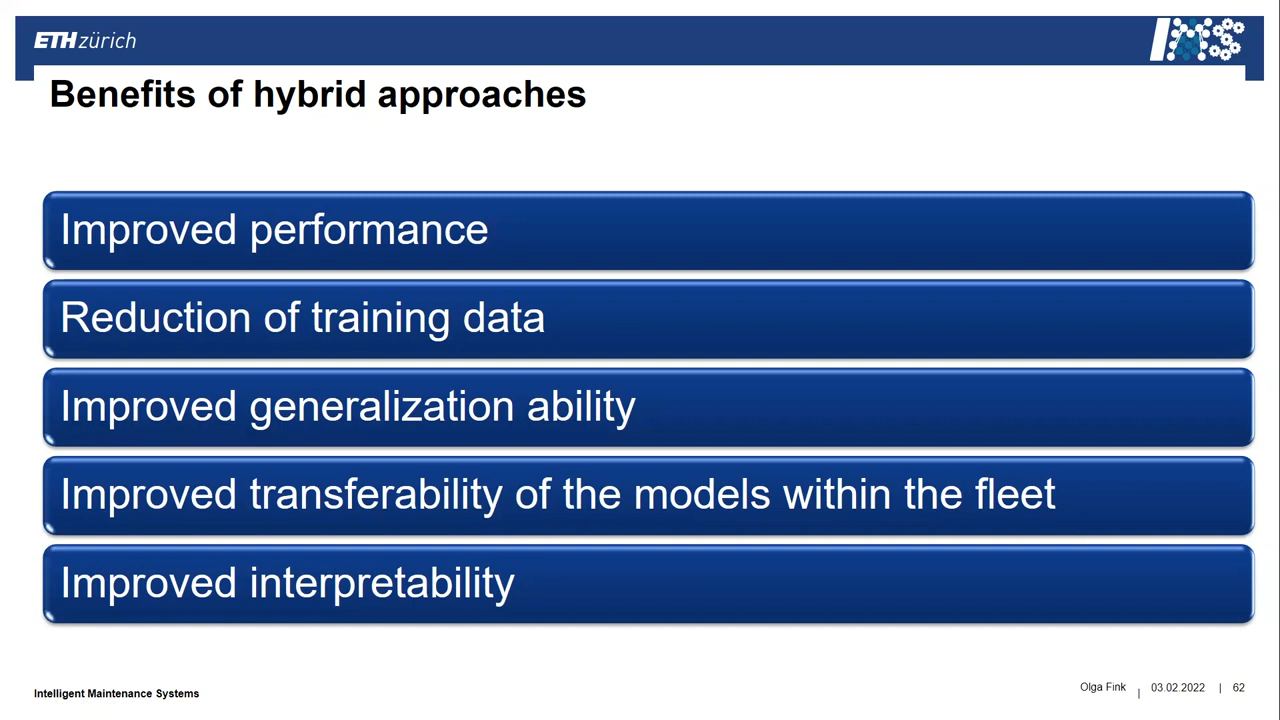 ETH zürich
IMS
Benefits of hybrid approaches
Improved performance
Reduction of training data
Improved generalization ability
Improved transferability of the models within the fleet
Improved interpretability
Intelligent Maintenance Systems
Olga Fink | 03.02.2022 | 62